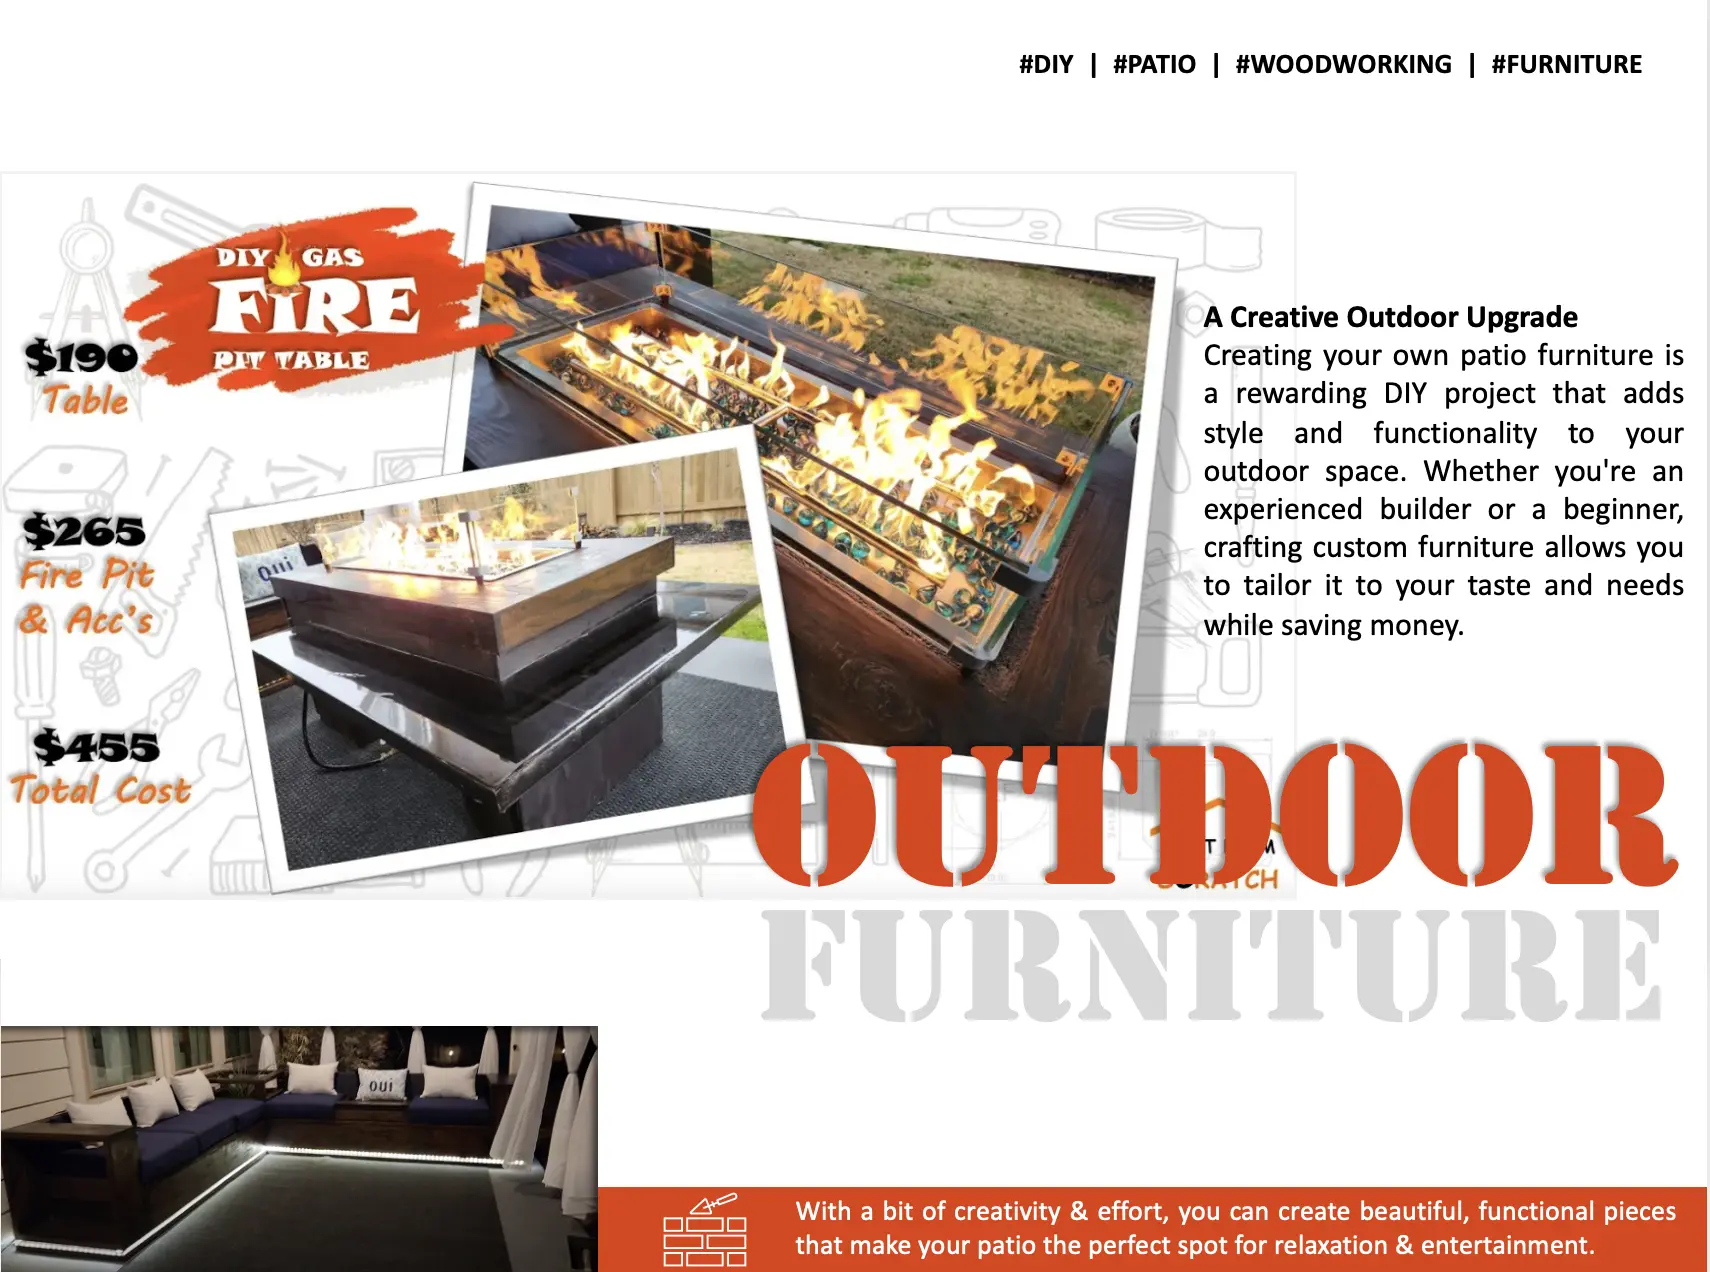 #DIY | #PATIO | #WOODWORKING | #FURNITURE
DIY GAS
FIRE
PIT TABLE
$190
Table
$265
Fire Pit
& Acc's
$455
Total Cost
oui
A Creative Outdoor Upgrade
Creating your own patio furniture is
a rewarding DIY project that adds
style and functionality to your
outdoor space. Whether you're an
experienced builder or a beginner,
crafting custom furniture allows you
to tailor it to your taste and needs
while saving money.
OUTDOOR
SCRATCH
FURNITURE
oui
With a bit of creativity & effort, you can create beautiful, functional pieces
that make your patio the perfect spot for relaxation & entertainment.